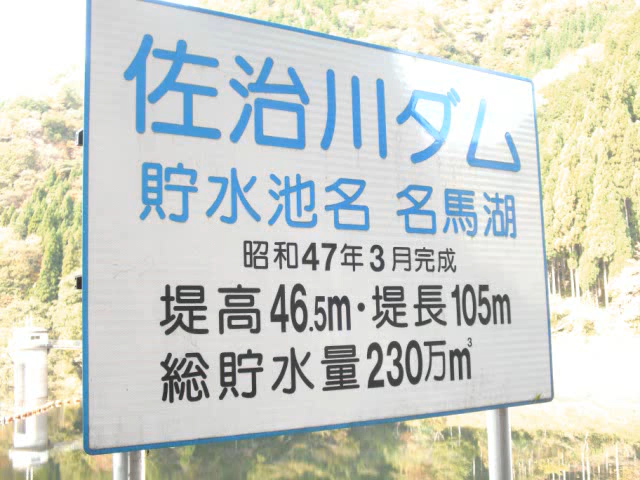 佐治川ダム
貯水池名 名馬湖
昭和47年3月完成
堤高46.5m・堤長105m
総貯水量230万m³